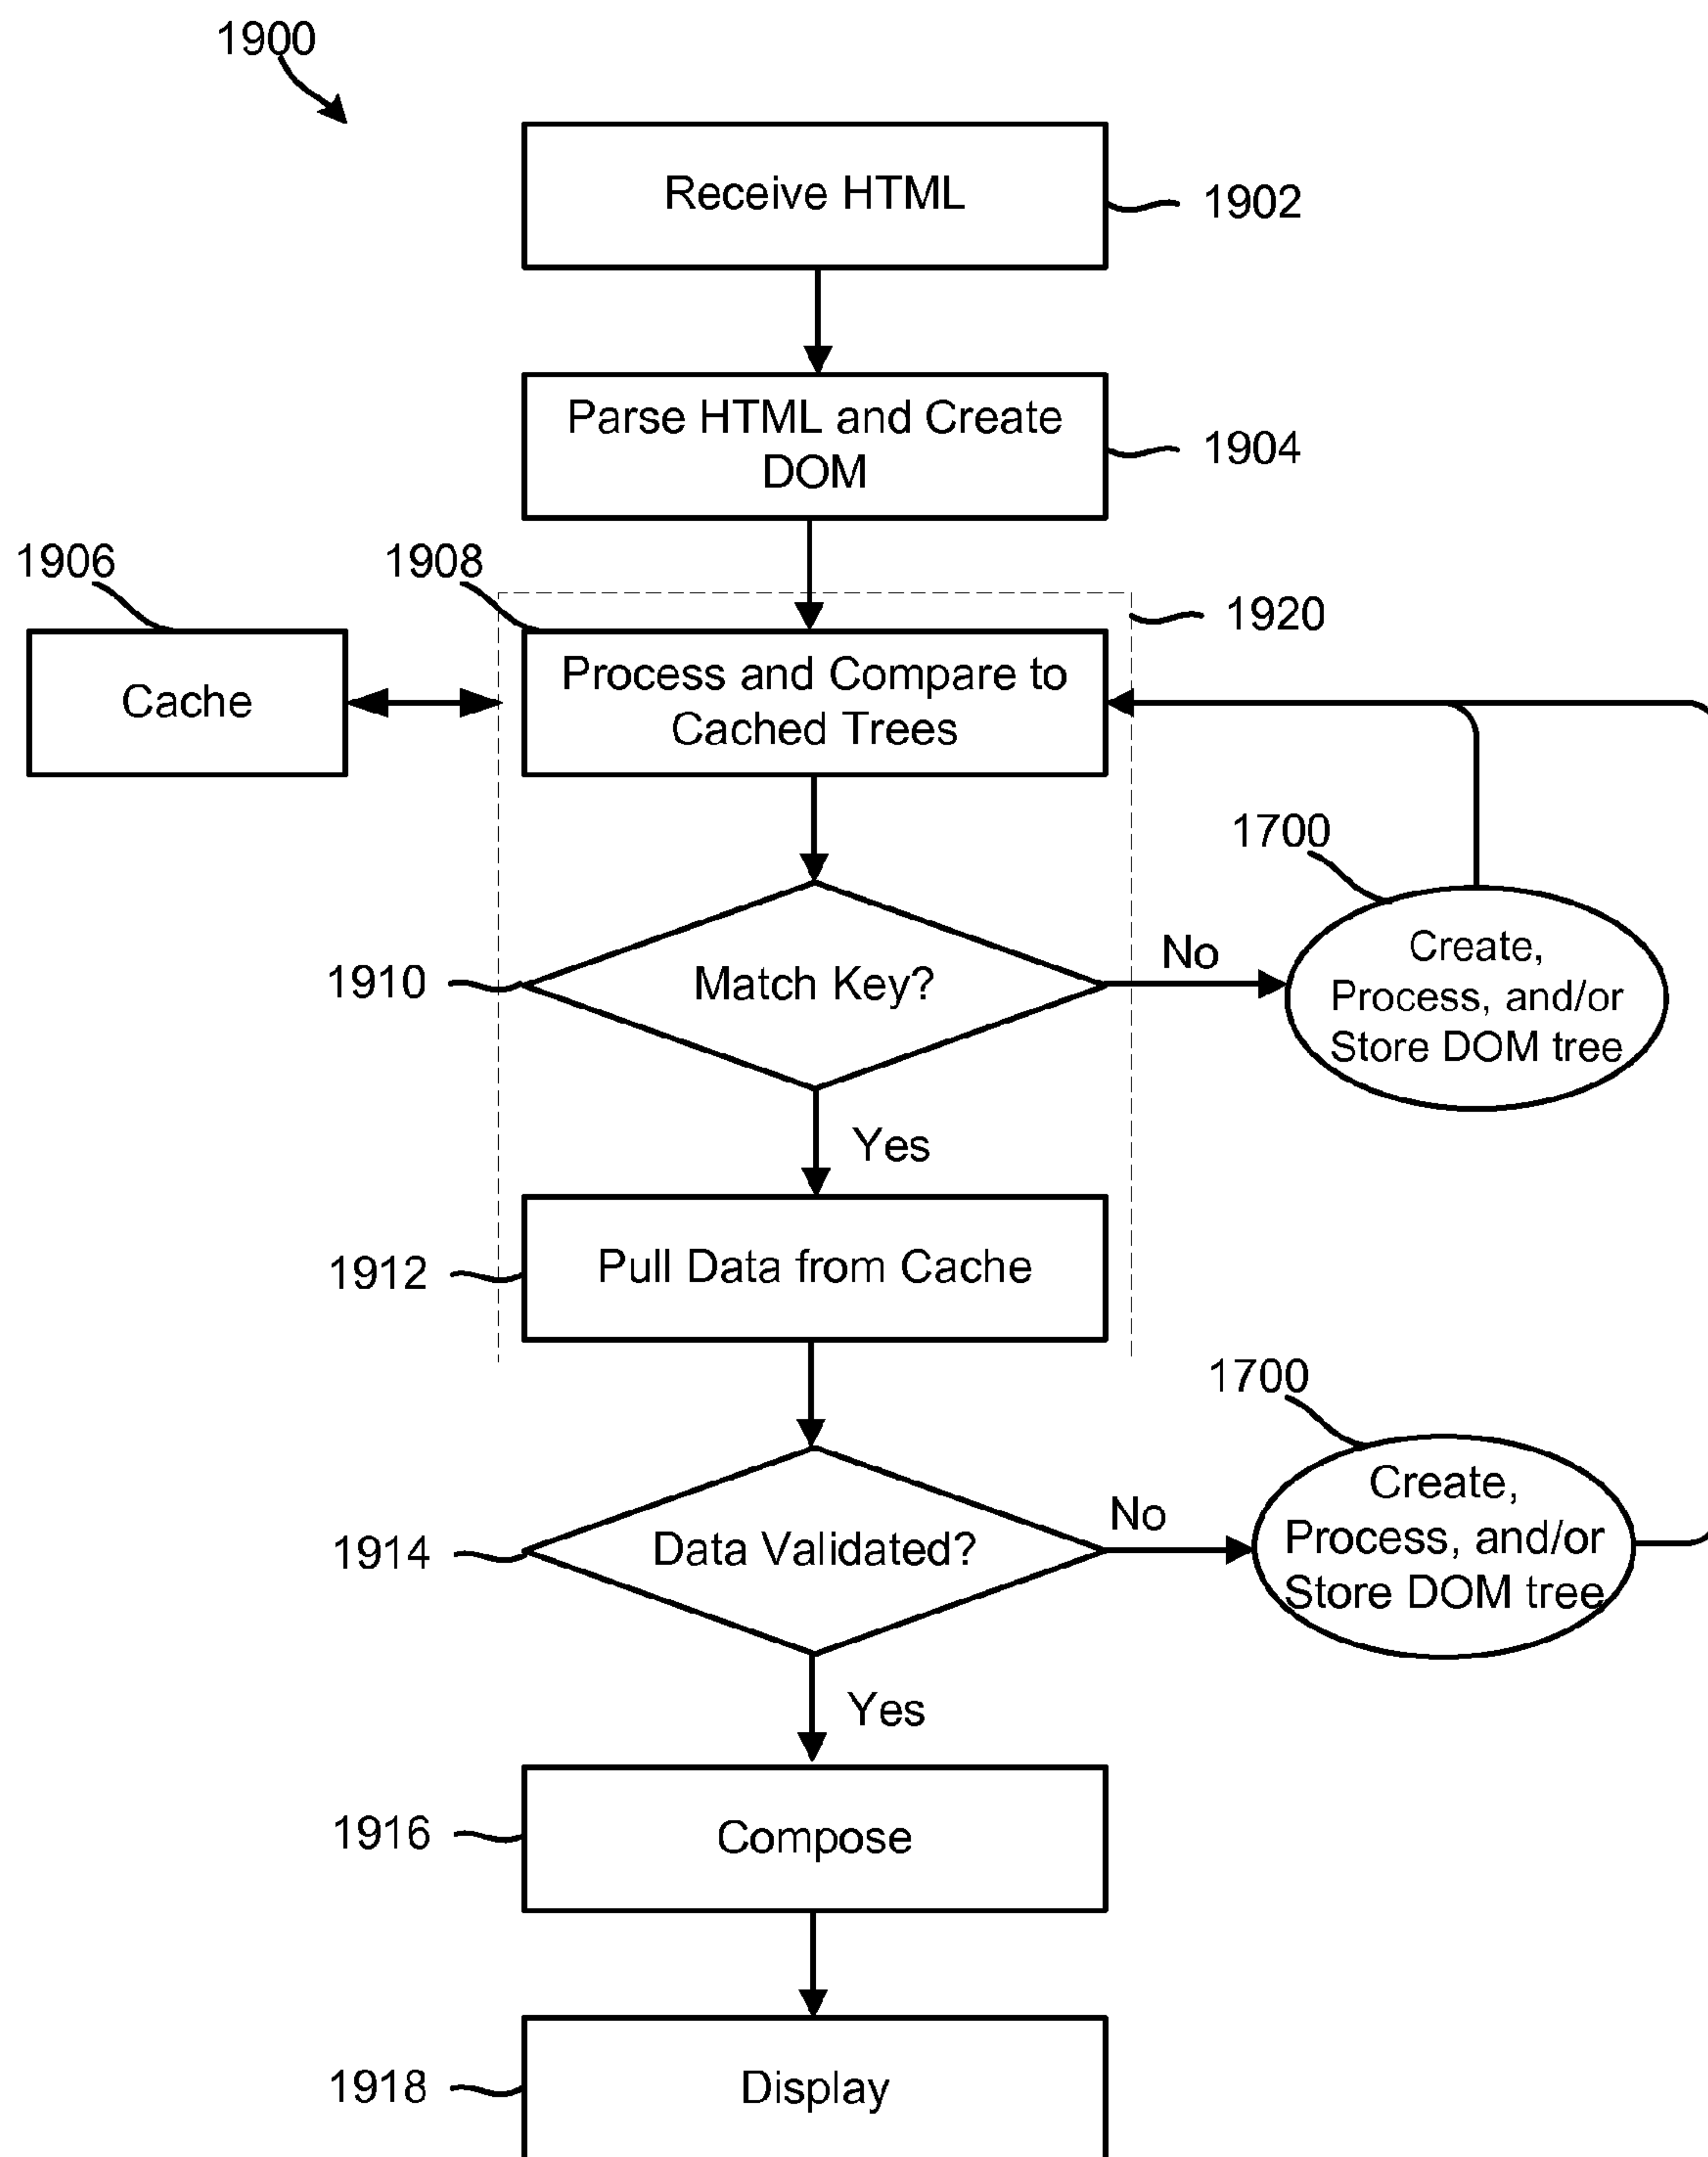 1900
Receive HTML
1902
Parse HTML and Create
DOM
1904
1906
1908
1920
Cache
Process and Compare to
Cached Trees
1700
Match Key?
1910
No
Create,
Process, and/or
Store DOM tree
Yes
Pull Data from Cache
1912
1700
Data Validated?
1914
No
Create,
Process, and/or
Store DOM tree
Yes
Compose
1916
Display
1918